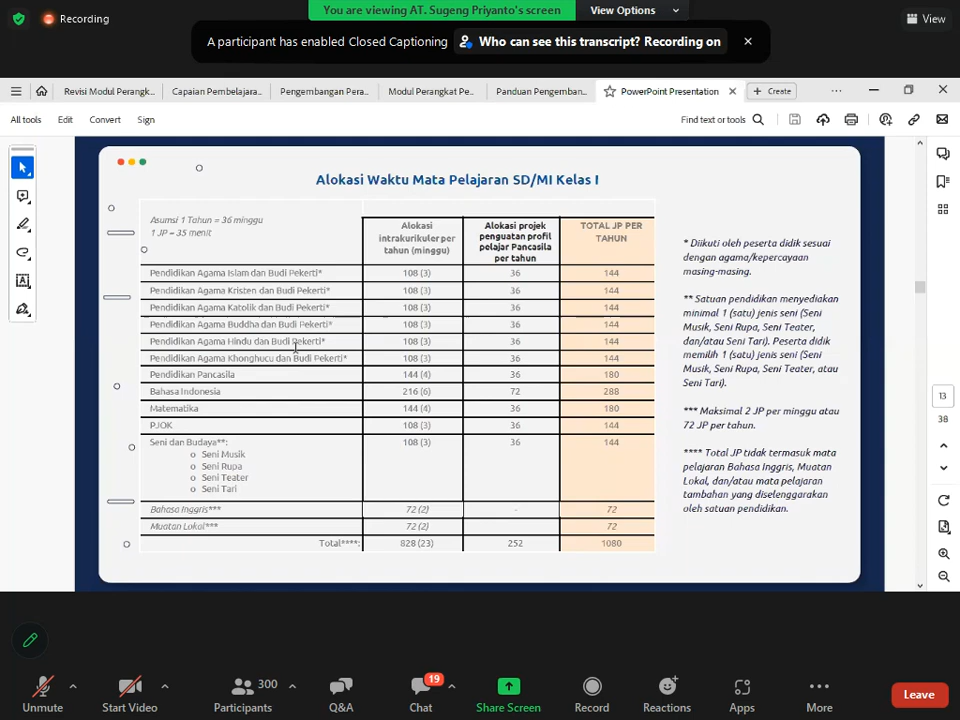 Recording
You are viewing AT. Sugeng Priyanto's screen
View Options
View
A participant has enabled Closed Captioning
Who can see this transcript? Recording on
Revisi Modul Perangk...
Capaian Pembelajara...
Pengembangan Pera...
Modul Perangkat Pe...
Panduan Pengemban...
PowerPoint Presentation
Create
All tools
Edit
Convert
Sign
Find text or tools
Alokasi Waktu Mata Pelajaran SD/MI Kelas I
Asumsi 1 Tahun = 36 minggu
1 JP = 35 menit
Alokasi
intrakurikuler per
tahun (minggu)
Alokasi projek
penguatan profil
pelajar Pancasila
per tahun
TOTAL JP PER
TAHUN
Pendidikan Agama Islam dan Budi Pekerti* 108 (3) 36 144
Pendidikan Agama Kristen dan Budi Pekerti* 108 (3) 36 144
Pendidikan Agama Katolik dan Budi Pekerti* 108 (3) 36 144
Pendidikan Agama Buddha dan Budi Pekerti* 108 (3) 36 144
Pendidikan Agama Hindu dan Budi Pekerti* 108 (3) 36 144
Pendidikan Agama Khonghucu dan Budi Pekerti* 108 (3) 36 144
Pendidikan Pancasila 144 (4) 36 180
Bahasa Indonesia 216 (6) 72 288
Matematika 144 (4) 36 180
PJOK 108 (3) 36 144
Seni dan Budaya**: 108 (3) 36 144
o Seni Musik
o Seni Rupa
o Seni Teater
o Seni Tari
Bahasa Inggris*** 72 (2) - 72
Muatan Lokal*** 72 (2) 72
Total****: 828 (23) 252 1080
* Diikuti oleh peserta didik sesuai
dengan agama/kepercayaan
masing-masing.
** Satuan pendidikan menyediakan
minimal 1 (satu) jenis seni (Seni
Musik, Seni Rupa, Seni Teater,
dan/atau Seni Tari). Peserta didik
memilih 1 (satu) jenis seni (Seni
Musik, Seni Rupa, Seni Teater, atau
Seni Tari).
*** Maksimal 2 JP per minggu atau
72 JP per tahun.
**** Total JP tidak termasuk mata
pelajaran Bahasa Inggris, Muatan
Lokal, dan/atau mata pelajaran
tambahan yang diselenggarakan
oleh satuan pendidikan.
13
38
Unmute
Start Video
300
Participants
Q&A
19
Chat
Share Screen
Record
Reactions
Apps
More
Leave